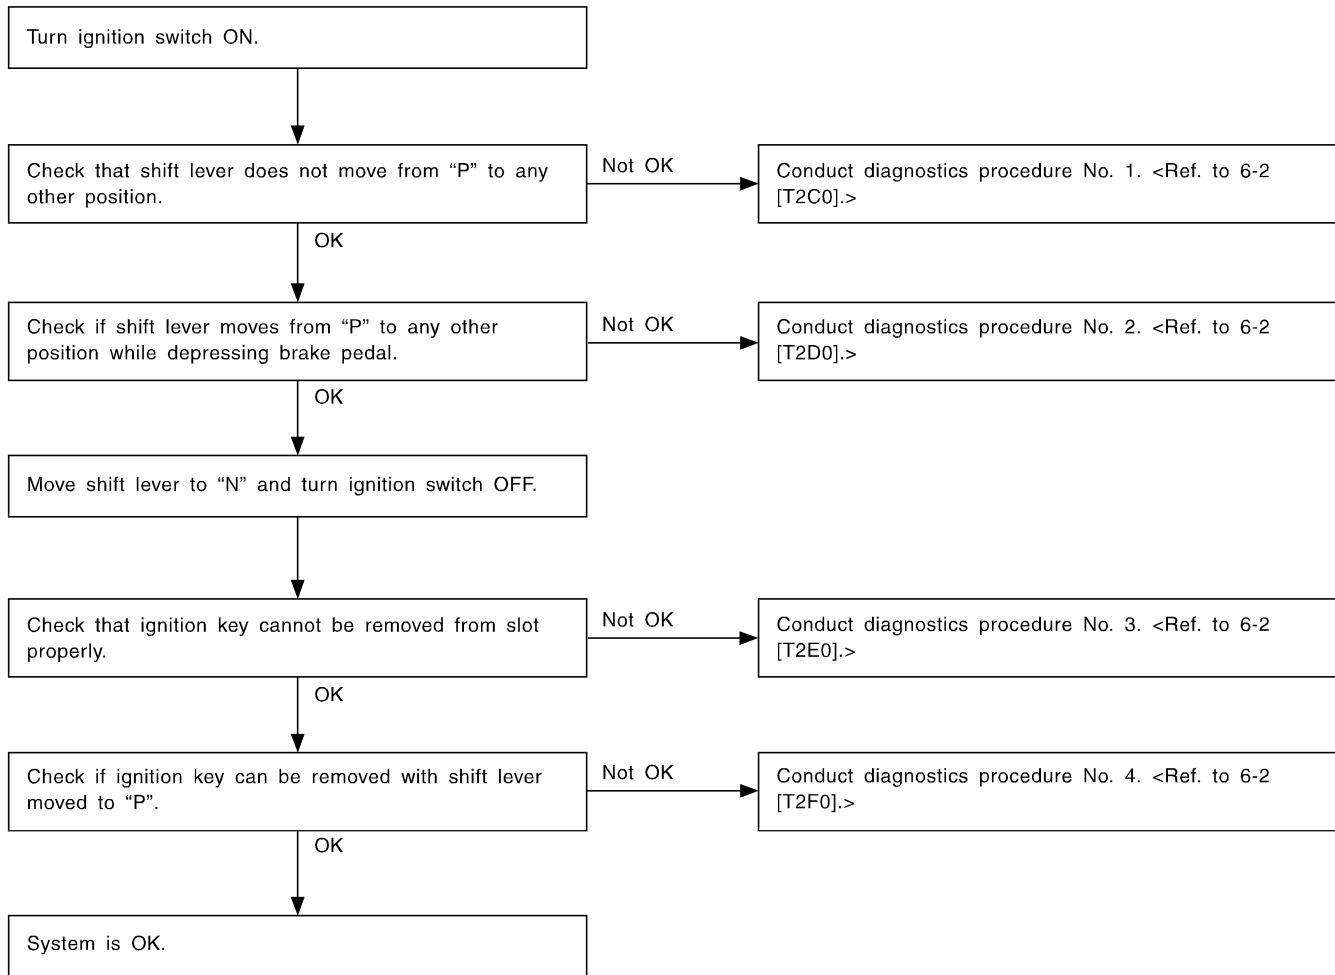 Turn ignition switch ON.
Check that shift lever does not move from “P” to any
other position.
Not OK
Conduct diagnostics procedure No. 1. <Ref. to 6-2
[T2C0].>
OK
Check if shift lever moves from “P” to any other
position while depressing brake pedal.
Not OK
Conduct diagnostics procedure No. 2. <Ref. to 6-2
[T2D0].>
OK
Move shift lever to “N” and turn ignition switch OFF.
Check that ignition key cannot be removed from slot
properly.
Not OK
Conduct diagnostics procedure No. 3. <Ref. to 6-2
[T2E0].>
OK
Check if ignition key can be removed with shift lever
moved to “P”.
Not OK
Conduct diagnostics procedure No. 4. <Ref. to 6-2
[T2F0].>
OK
System is OK.